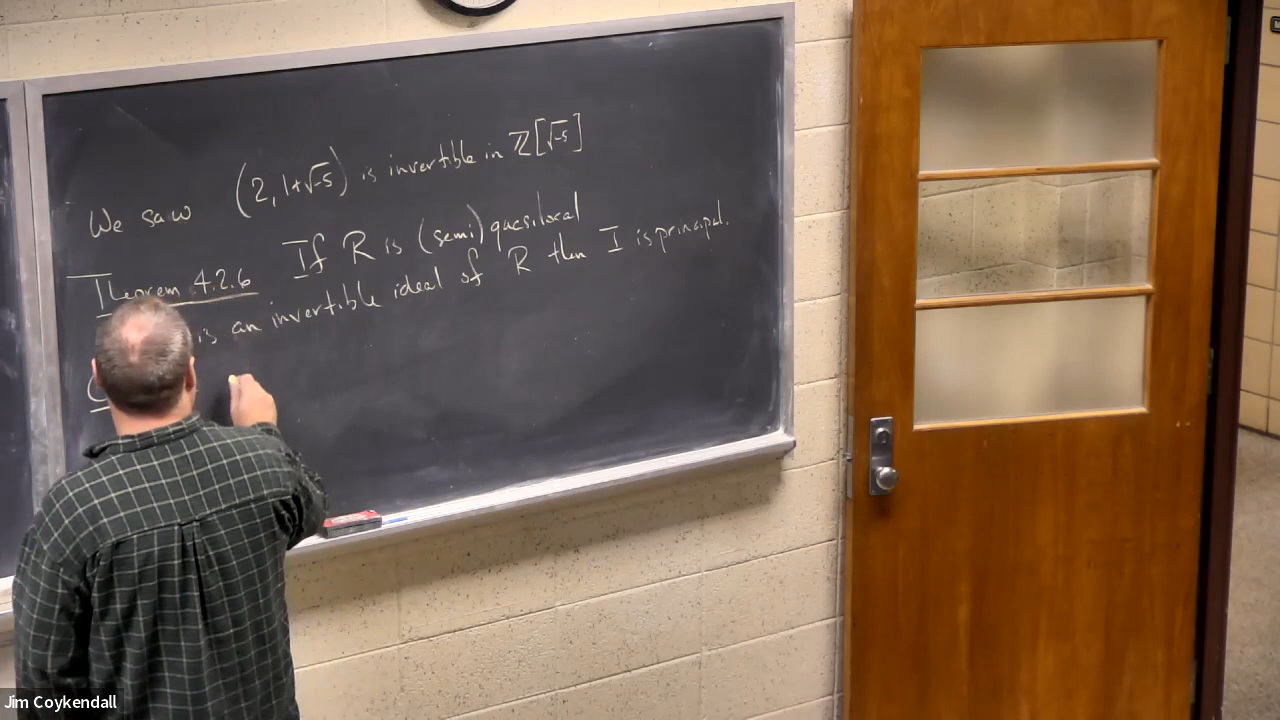 We saw (2, 1+√-5) is invertible in ℤ[√-5]
Theorem 4.2.6 If R is (semi) quasilocal
is an invertible ideal of R then I is principal.
Jim Coykendall